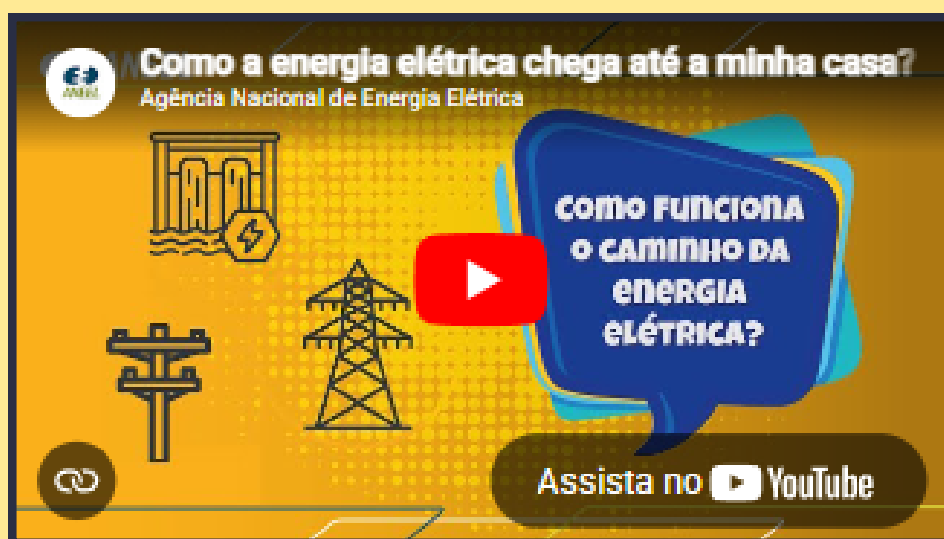 Como a energia elétrica chega até a minha casa?
Agência Nacional de Energia Elétrica
COMO FUNCIONA
O CAMINHO DA
ENERGIA
ELÉTRICA?
Assista no YouTube